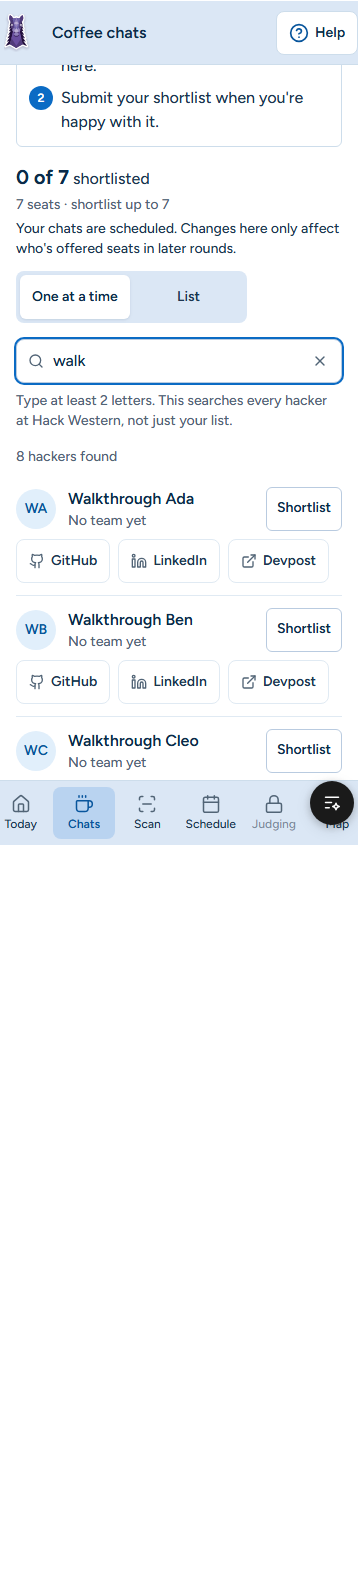 Coffee chats
Help
here.
2
Submit your shortlist when you're
happy with it.
0 of 7 shortlisted
7 seats · shortlist up to 7
Your chats are scheduled. Changes here only affect
who's offered seats in later rounds.
One at a time
List
walk
Type at least 2 letters. This searches every hacker
at Hack Western, not just your list.
8 hackers found
WA
Walkthrough Ada
No team yet
Shortlist
GitHub
LinkedIn
Devpost
WB
Walkthrough Ben
No team yet
Shortlist
GitHub
LinkedIn
Devpost
WC
Walkthrough Cleo
No team yet
Shortlist
Today
Chats
Scan
Schedule
Judging
Map